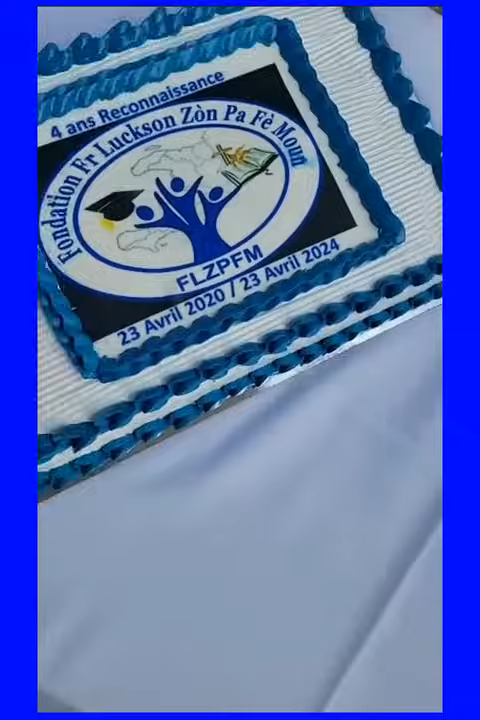 4 ans Reconnaissance
Fondation Fr Luckson Zòn Pa Fè Moun
FLZPFM
23 Avril 2020 / 23 Avril 2024